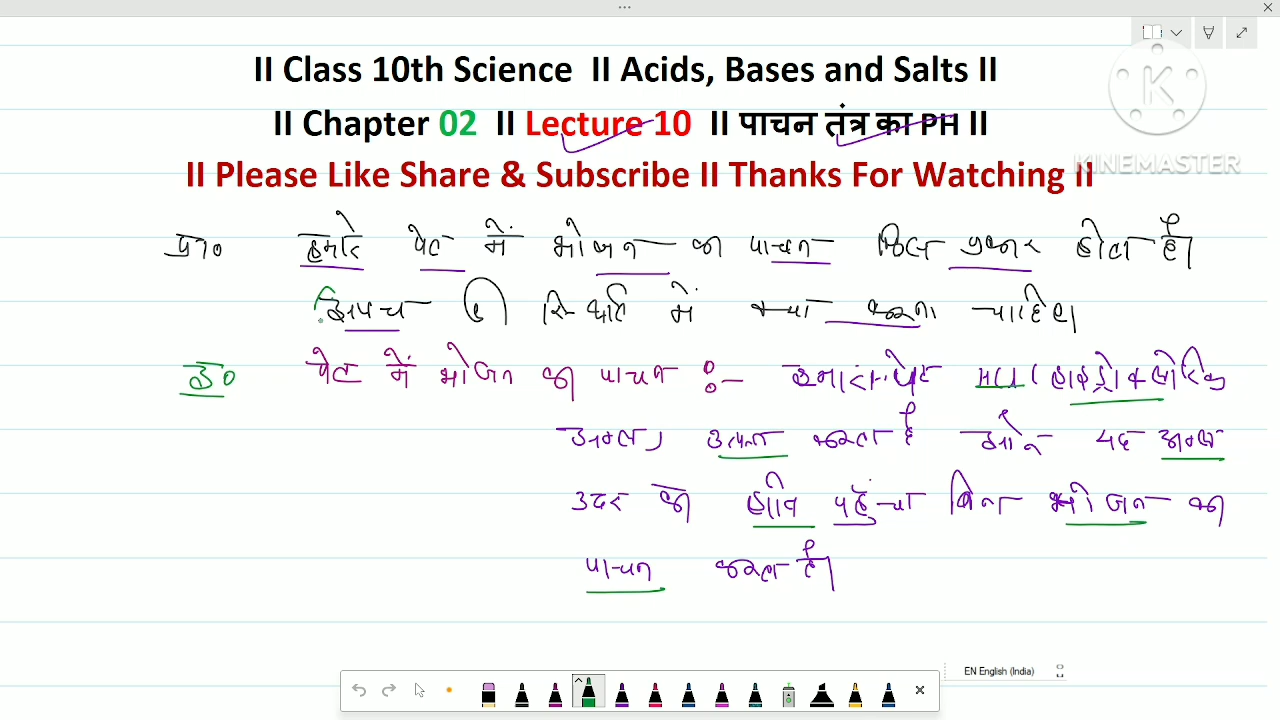 II Class 10th Science II Acids, Bases and Salts II
II Chapter 02 II Lecture 10 II पाचन तंत्र का PH II
II Please Like Share & Subscribe II Thanks For Watching II
K
KINEMASTER
प्र० हमारे पेट में भोजन का पाचन किस प्रकार होता है।
अपच की स्थिति में क्या करना चाहिए।
उ० पेट में भोजन का पाचन :- हमारा पेट HCl (हाइड्रोक्लोरिक
अम्ल) उत्पन्न करता है और यह अम्ल
उदर को हानि पहुँचा बिना भोजन का
पाचन करता है।
EN English (India)